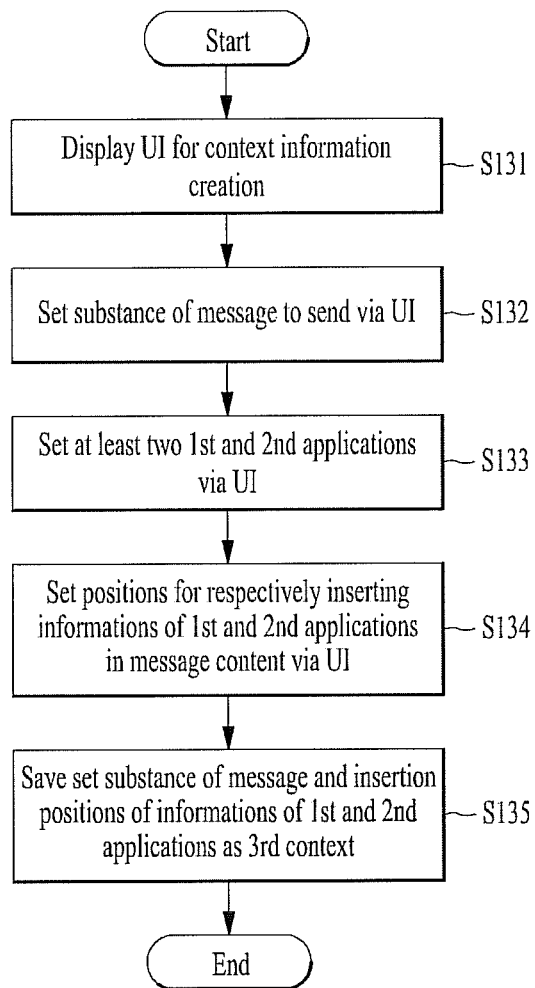 Start
Display UI for context information
creation
S131
Set substance of message to send via UI
S132
Set at least two 1st and 2nd applications
via UI
S133
Set positions for respectively inserting
informations of 1st and 2nd applications
in message content via UI
S134
Save set substance of message and insertion
positions of informations of 1st and 2nd
applications as 3rd context
S135
End